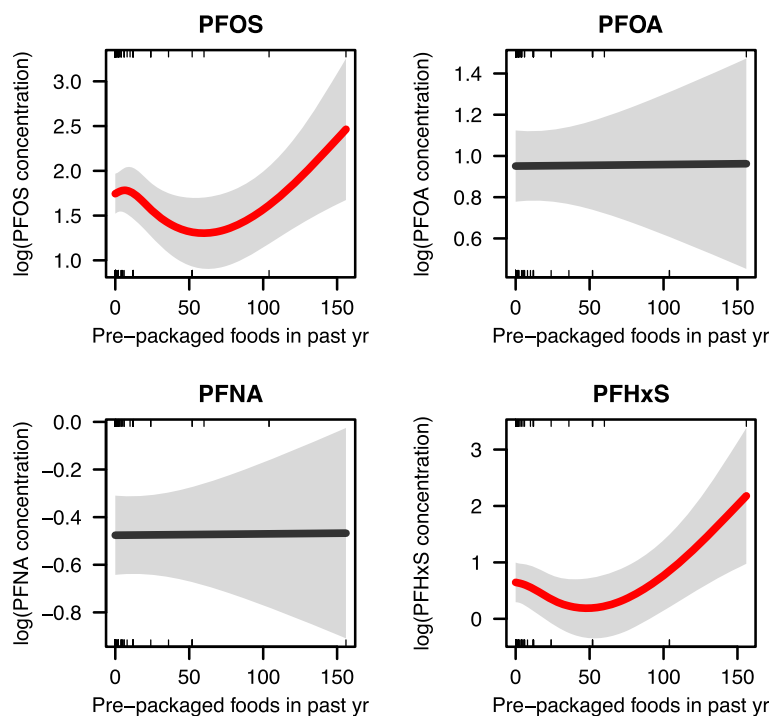 PFOS
log(PFOS concentration)
3.0
2.5
2.0
1.5
1.0
0
50
100
150
Pre−packaged foods in past yr
PFOA
log(PFOA concentration)
1.4
1.2
1.0
0.8
0.6
0
50
100
150
Pre−packaged foods in past yr
PFNA
log(PFNA concentration)
0.0
−0.2
−0.4
−0.6
−0.8
0
50
100
150
Pre−packaged foods in past yr
PFHxS
log(PFHxS concentration)
3
2
1
0
0
50
100
150
Pre−packaged foods in past yr